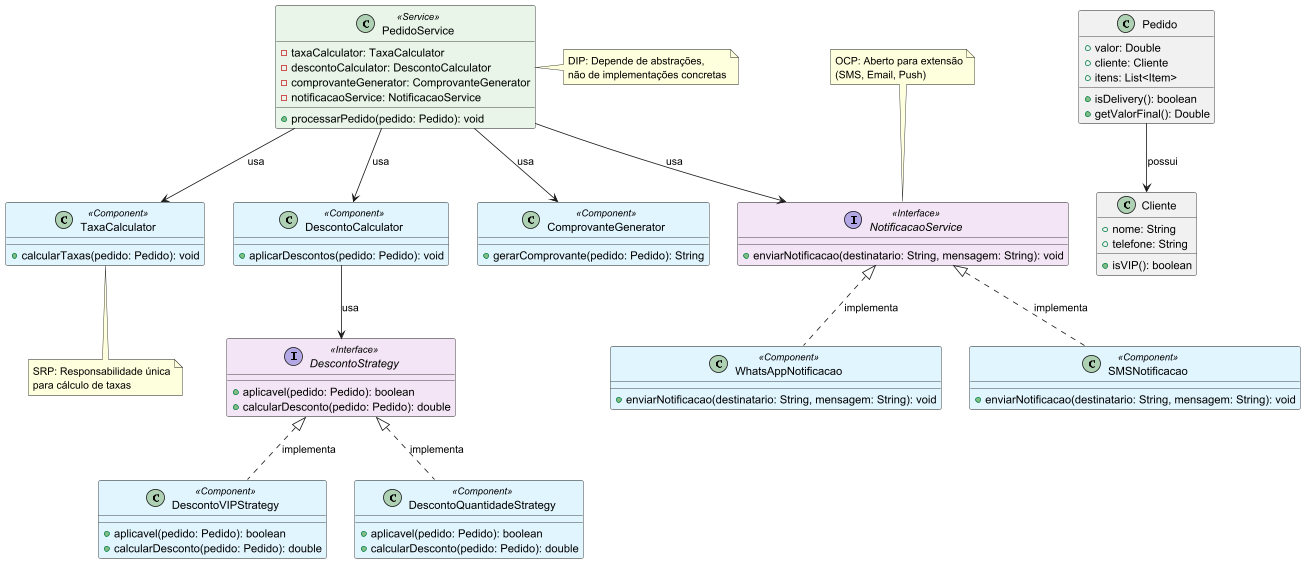 «Service»
C
PedidoService
taxaCalculator: TaxaCalculator
descontoCalculator: DescontoCalculator
comprovanteGenerator: ComprovanteGenerator
notificacaoService: NotificacaoService
processarPedido(pedido: Pedido): void
DIP: Depende de abstrações,
não de implementações concretas
OCP: Aberto para extensão
(SMS, Email, Push)
C
Pedido
valor: Double
cliente: Cliente
itens: List<Item>
isDelivery(): boolean
getValorFinal(): Double
usa
usa
usa
usa
possui
«Component»
C
TaxaCalculator
calcularTaxas(pedido: Pedido): void
«Component»
C
DescontoCalculator
aplicarDescontos(pedido: Pedido): void
«Component»
C
ComprovanteGenerator
gerarComprovante(pedido: Pedido): String
«Interface»
I
NotificacaoService
enviarNotificacao(destinatario: String, mensagem: String): void
C
Cliente
nome: String
telefone: String
isVIP(): boolean
usa
implementa
implementa
SRP: Responsabilidade única
para cálculo de taxas
«Interface»
I
DescontoStrategy
aplicavel(pedido: Pedido): boolean
calcularDesconto(pedido: Pedido): double
«Component»
C
WhatsAppNotificacao
enviarNotificacao(destinatario: String, mensagem: String): void
«Component»
C
SMSNotificacao
enviarNotificacao(destinatario: String, mensagem: String): void
implementa
implementa
«Component»
C
DescontoVIPStrategy
aplicavel(pedido: Pedido): boolean
calcularDesconto(pedido: Pedido): double
«Component»
C
DescontoQuantidadeStrategy
aplicavel(pedido: Pedido): boolean
calcularDesconto(pedido: Pedido): double